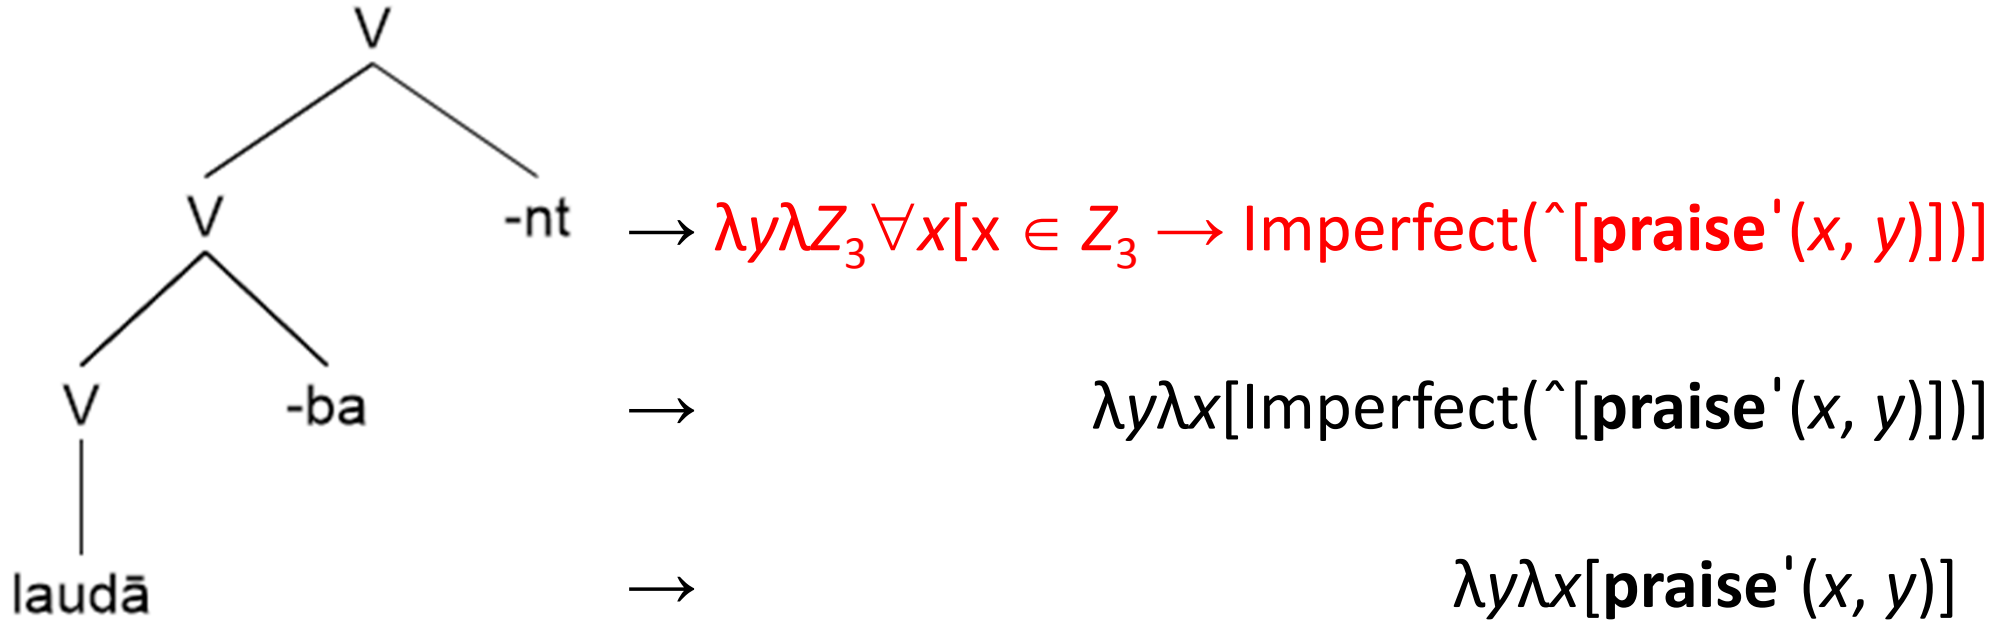 V
V -nt → λyλZ₃∀x[x ∈ Z₃ → Imperfect(ˆ[praise'(x, y)])]
V -ba → λyλx[Imperfect(ˆ[praise'(x, y)])]
laudā → λyλx[praise'(x, y)]